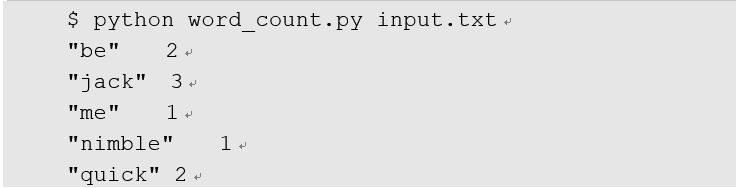 $ python word_count.py input.txt
"be"   2
"jack"  3
"me"    1
"nimble"    1
"quick" 2